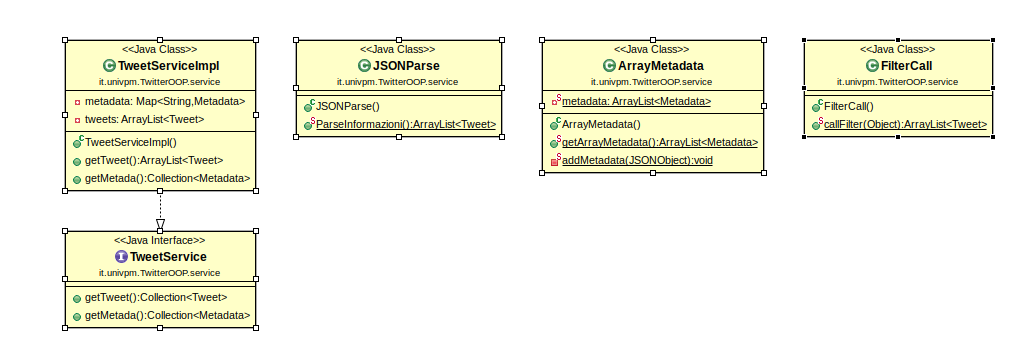 <<Java Class>>
TweetServiceImpl
it.univpm.TwitterOOP.service
metadata: Map<String,Metadata>
tweets: ArrayList<Tweet>
TweetServiceImpl()
getTweet():ArrayList<Tweet>
getMetada():Collection<Metadata>
<<Java Interface>>
TweetService
it.univpm.TwitterOOP.service
getTweet():Collection<Tweet>
getMetada():Collection<Metadata>
<<Java Class>>
JSONParse
it.univpm.TwitterOOP.service
JSONParse()
ParseInformazioni():ArrayList<Tweet>
<<Java Class>>
ArrayMetadata
it.univpm.TwitterOOP.service
metadata: ArrayList<Metadata>
ArrayMetadata()
getArrayMetadata():ArrayList<Metadata>
addMetadata(JSONObject):void
<<Java Class>>
FilterCall
it.univpm.TwitterOOP.service
FilterCall()
callFilter(Object):ArrayList<Tweet>